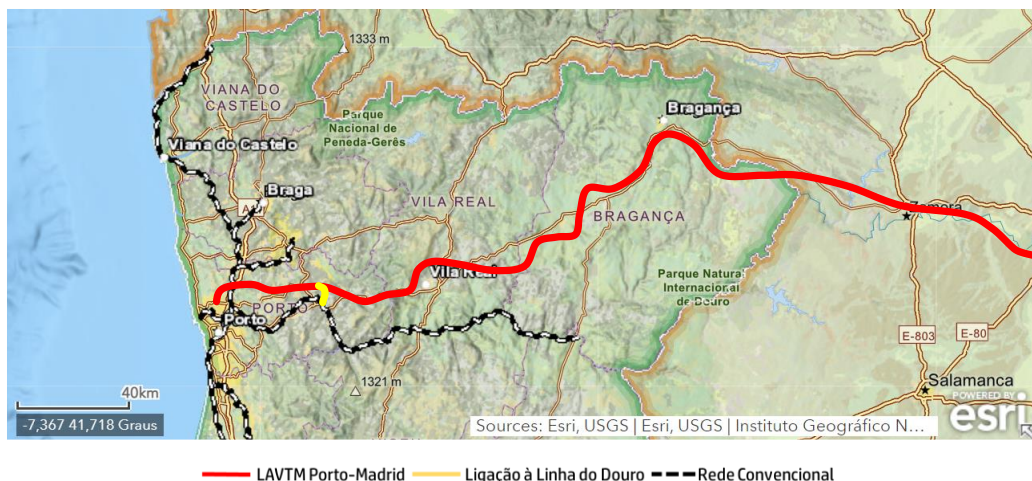 1333 m
VIANA DO
CASTELO
Bragança
Parque
Nacional de
Peneda-Gerês
Viana do Castelo
Braga
VILA REAL
BRAGANÇA
Zamora
Vila Real
Parque Natural
Internacional
de Douro
PORTO
Porto
E-803
E-80
1321 m
Salamanca
40km
POWERED BY
esri
-7,367 41,718 Graus
Sources: Esri, USGS | Esri, USGS | Instituto Geográfico N...
LAVTM Porto-Madrid
Ligação à Linha do Douro
Rede Convencional